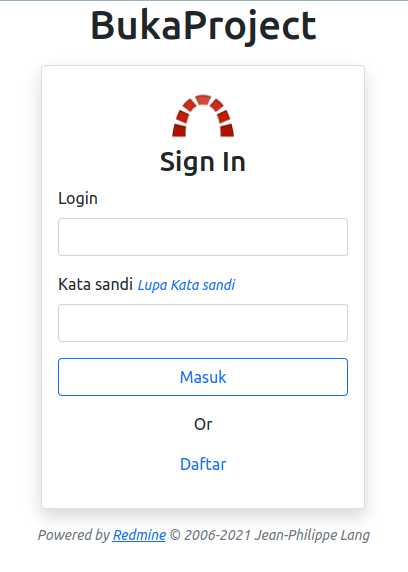 BukaProject
Sign In
Login
Kata sandi Lupa Kata sandi
Masuk
Or
Daftar
Powered by Redmine © 2006-2021 Jean-Philippe Lang